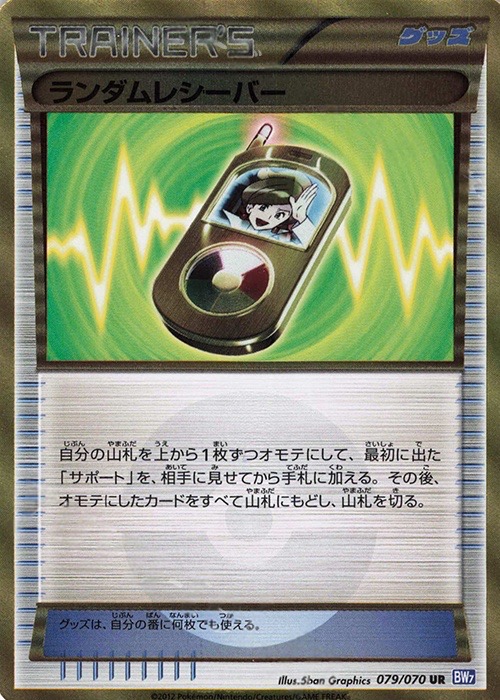 TRAINER'S
グッズ
ランダムレシーバー
自分の山札を上から1枚ずつオモテにして、最初に出た
「サポート」を、相手に見せてから手札に加える。その後、
オモテにしたカードをすべて山札にもどし、山札を切る。
グッズは、自分の番に何枚でも使える。
Illus.5ban Graphics 079/070 UR BW7
©2012 Pokémon/Nintendo/Creatures/GAME FREAK.